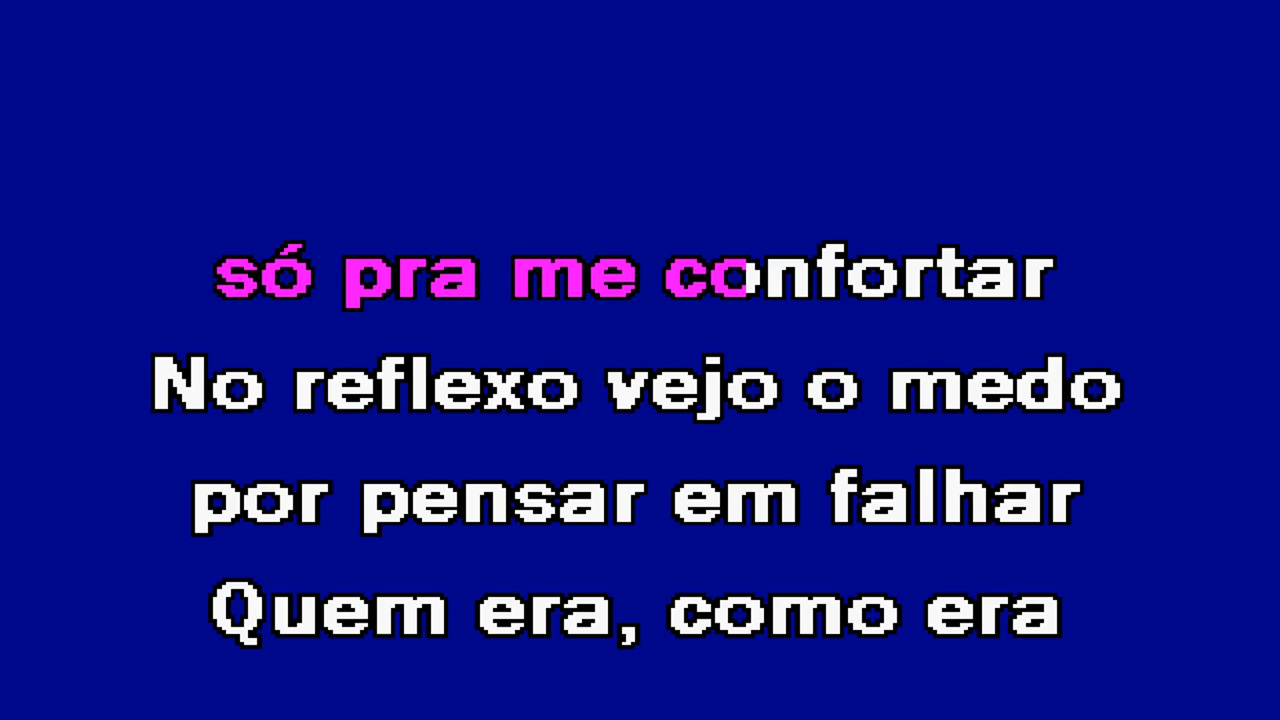 só pra me confortar
No reflexo vejo o medo
por pensar em falhar
Quem era, como era